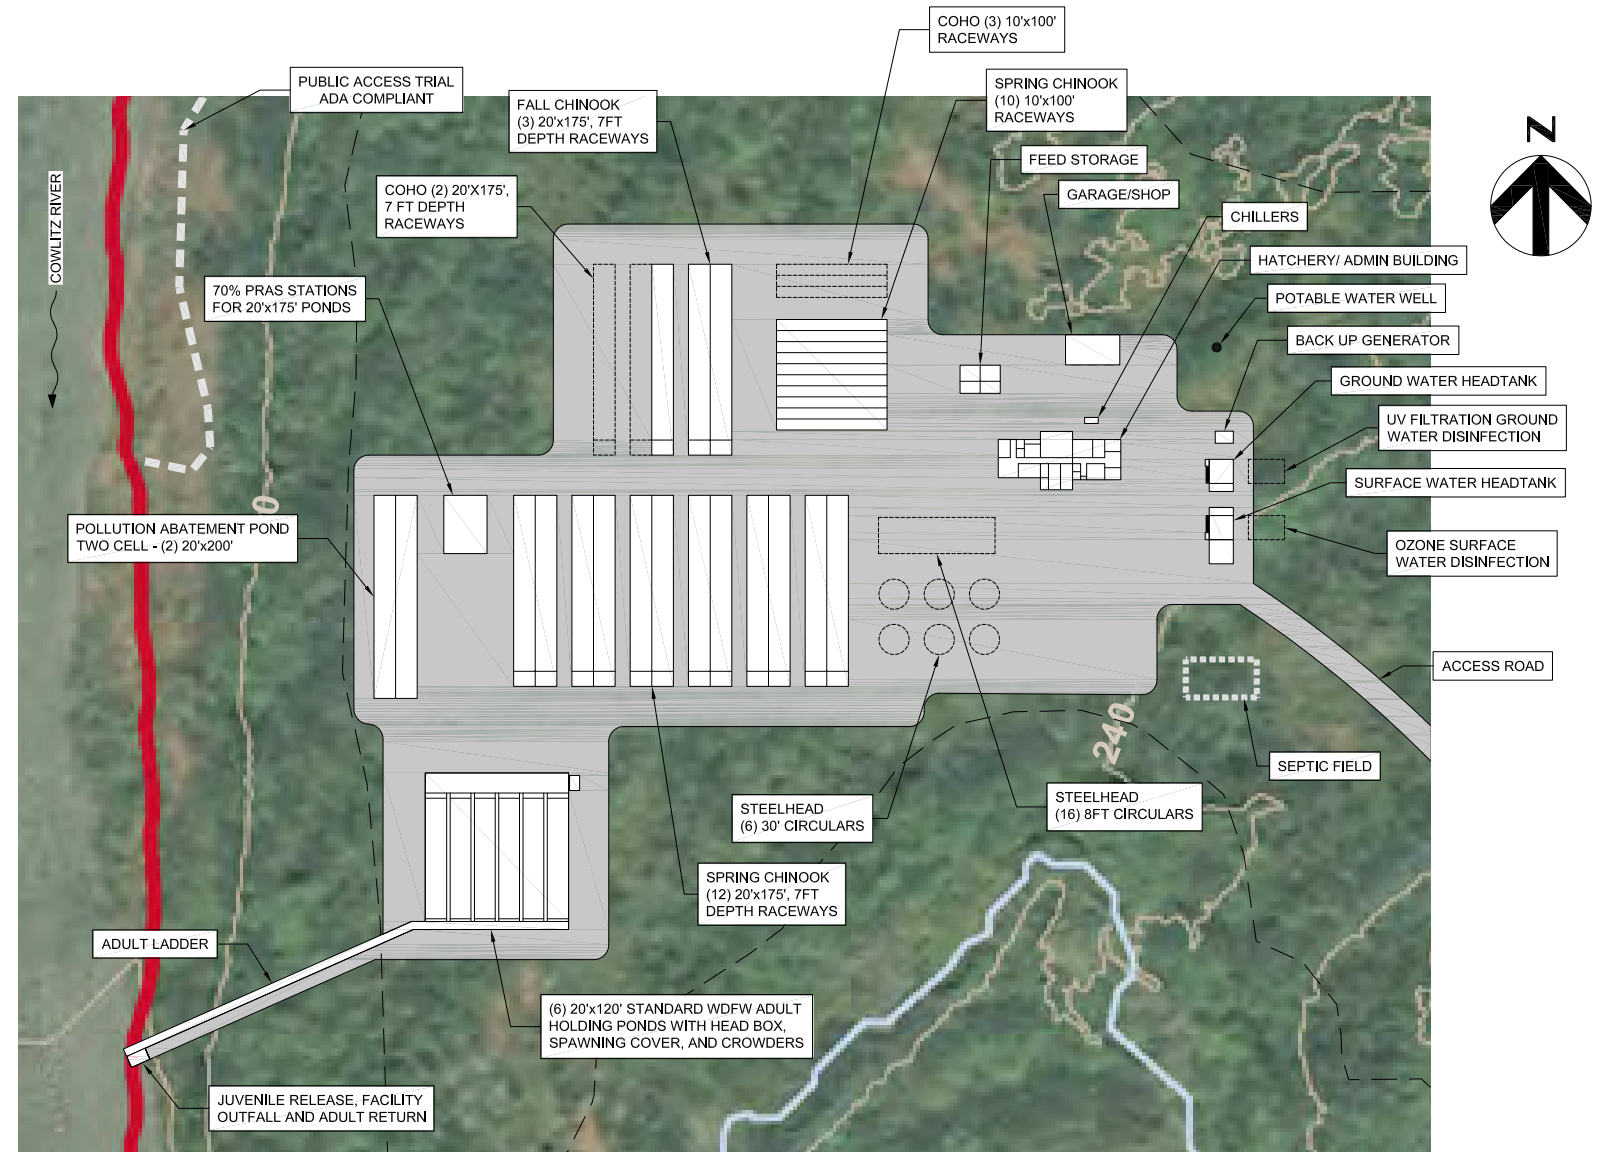 COHO (3) 10'x100'
RACEWAYS
PUBLIC ACCESS TRIAL
ADA COMPLIANT
FALL CHINOOK
(3) 20'x175', 7FT
DEPTH RACEWAYS
SPRING CHINOOK
(10) 10'x100'
RACEWAYS
N
FEED STORAGE
COWLITZ RIVER
COHO (2) 20'X175',
7 FT DEPTH
RACEWAYS
GARAGE/SHOP
CHILLERS
HATCHERY/ ADMIN BUILDING
70% PRAS STATIONS
FOR 20'x175' PONDS
POTABLE WATER WELL
BACK UP GENERATOR
GROUND WATER HEADTANK
UV FILTRATION GROUND
WATER DISINFECTION
SURFACE WATER HEADTANK
0
POLLUTION ABATEMENT POND
TWO CELL - (2) 20'x200'
OZONE SURFACE
WATER DISINFECTION
ACCESS ROAD
240
SEPTIC FIELD
STEELHEAD
(6) 30' CIRCULARS
STEELHEAD
(16) 8FT CIRCULARS
SPRING CHINOOK
(12) 20'x175', 7FT
DEPTH RACEWAYS
ADULT LADDER
(6) 20'x120' STANDARD WDFW ADULT
HOLDING PONDS WITH HEAD BOX,
SPAWNING COVER, AND CROWDERS
JUVENILE RELEASE, FACILITY
OUTFALL AND ADULT RETURN